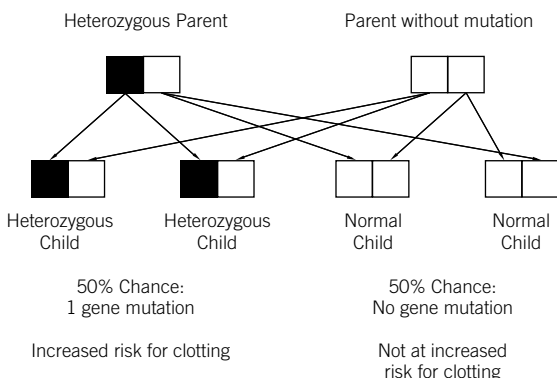 Heterozygous Parent
Parent without mutation
Heterozygous
Child
Heterozygous
Child
Normal
Child
Normal
Child
50% Chance:
1 gene mutation
Increased risk for clotting
50% Chance:
No gene mutation
Not at increased
risk for clotting